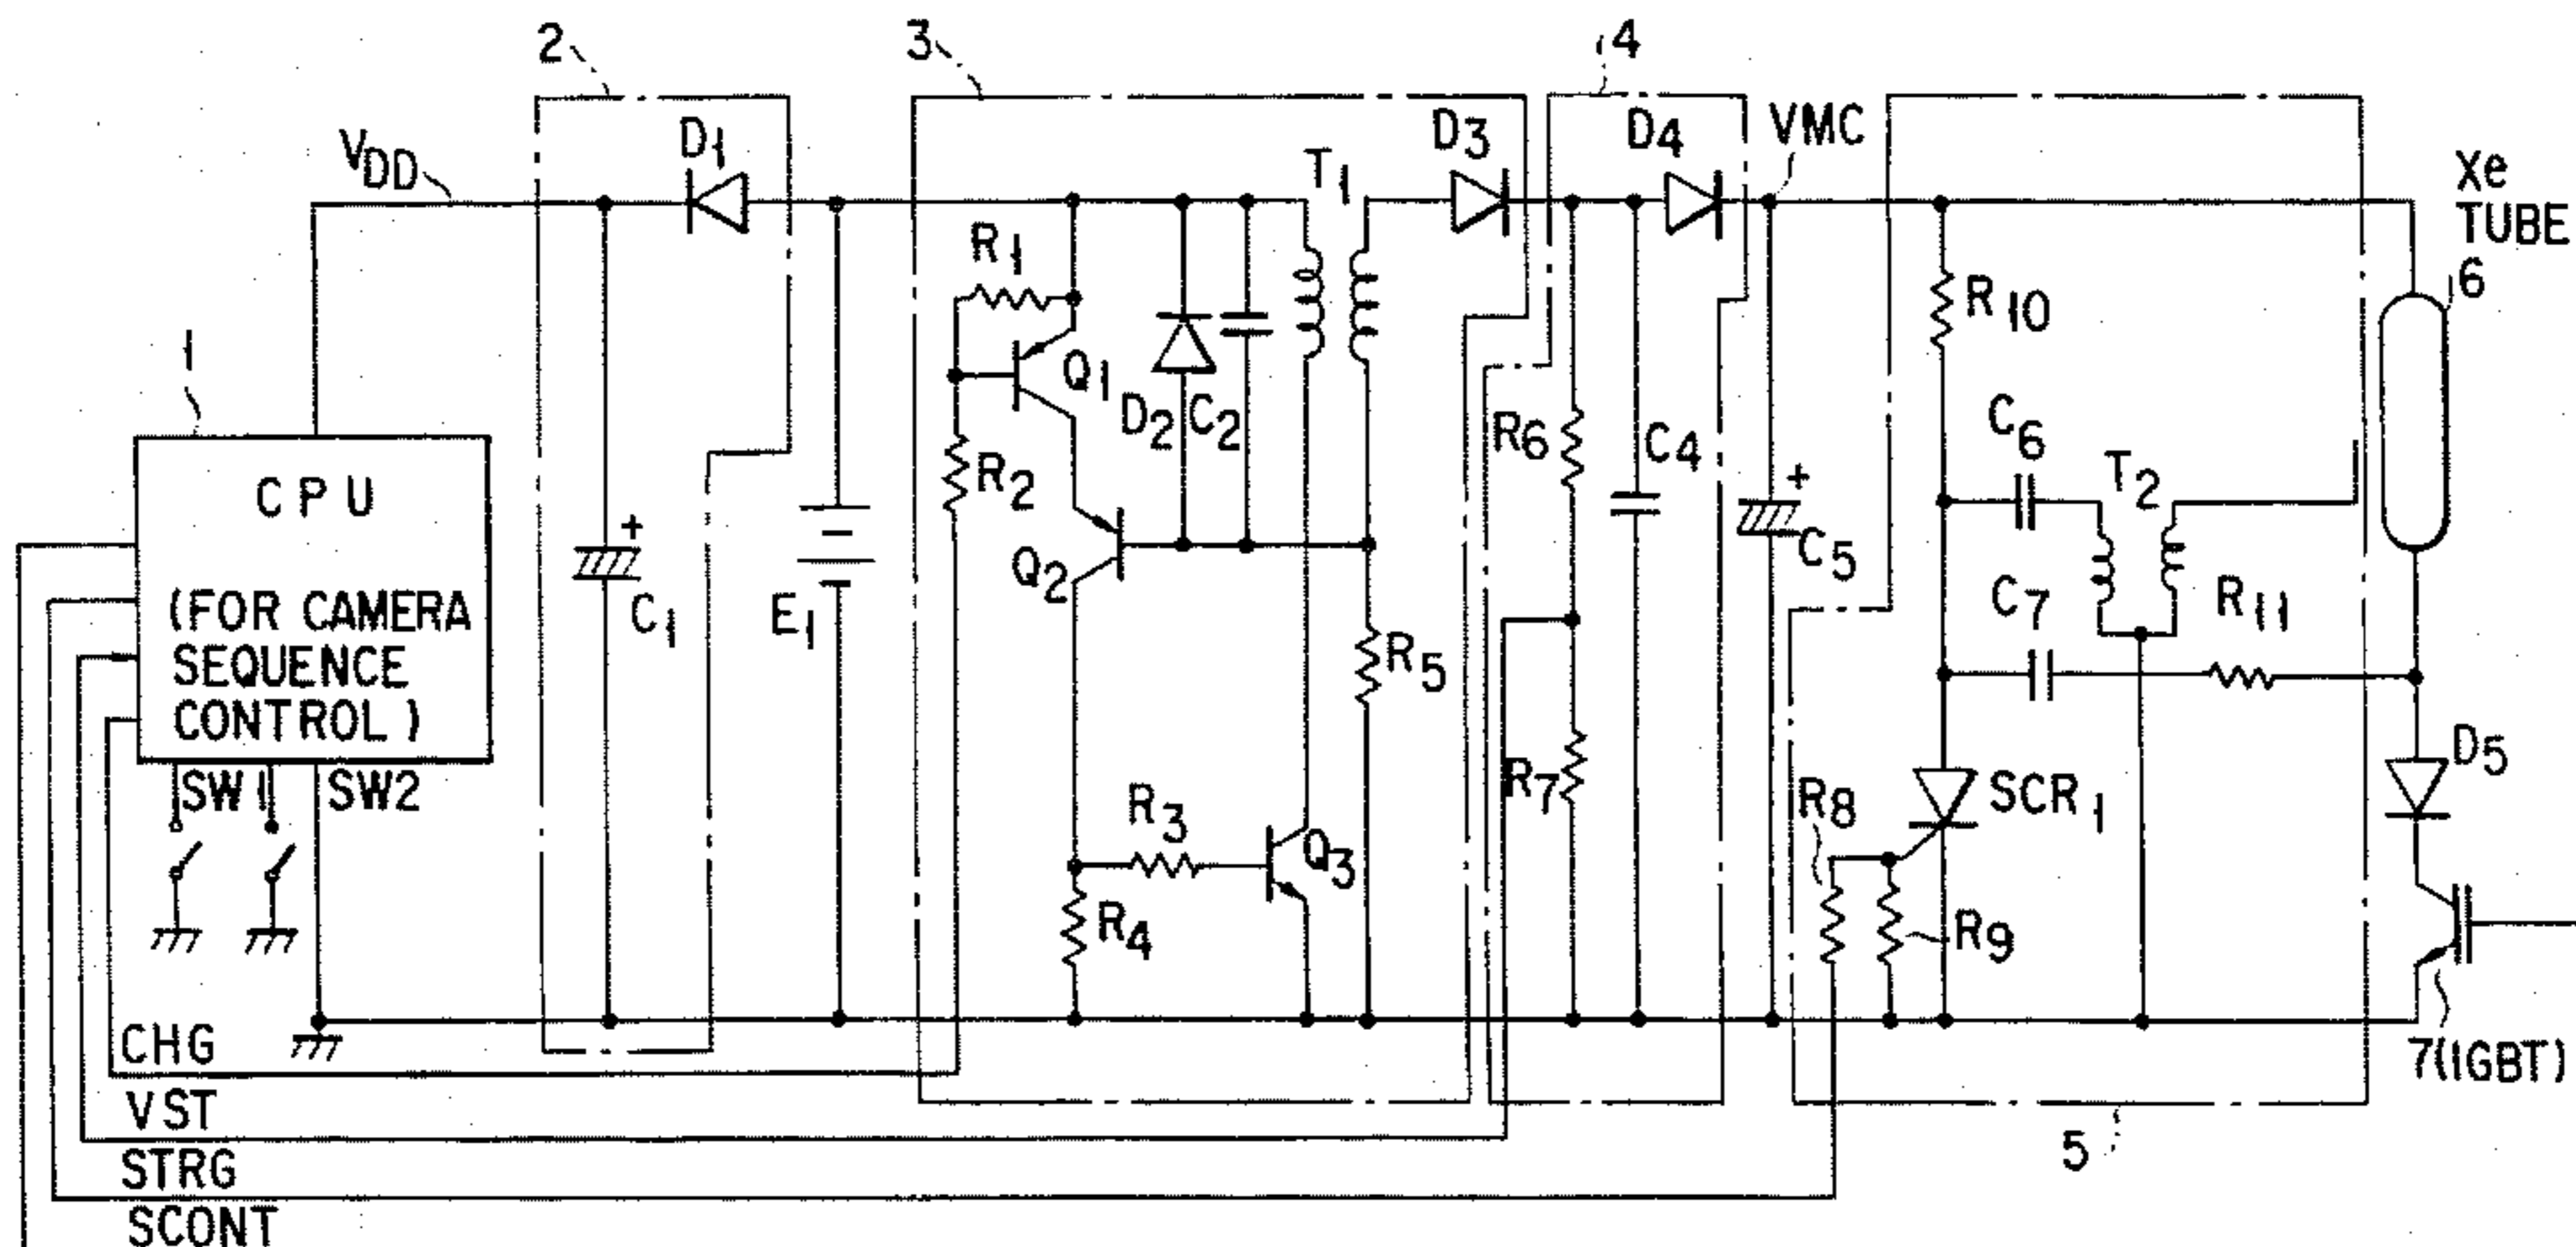 2
3
4
VDD
D1
T1
D3
D4
VMC
Xe
TUBE
6
R1
R10
1
Q1
D2
C2
R2
R6
C4
C6
T2
CPU
(FOR CAMERA
SEQUENCE
CONTROL)
C1
E1
Q2
R5
C5
C7
R11
SW1
SW2
R3
R4
Q3
R7
R8
SCR1
R9
D5
7(IGBT)
5
CHG
VST
STRG
SCONT